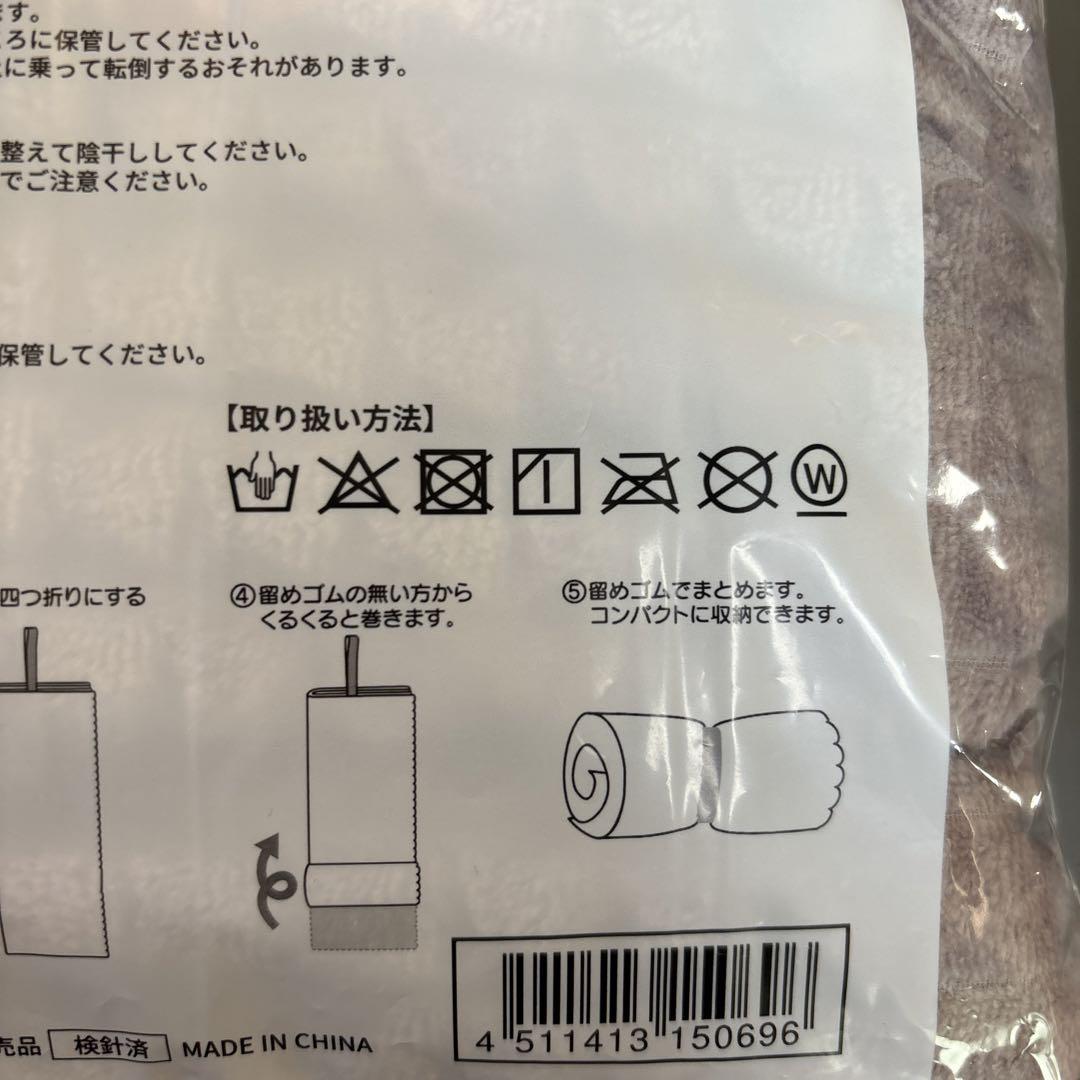 ます。
ろに保管してください。
に乗って転倒するおそれがあります。
整えて陰干ししてください。
でご注意ください。
保管してください。
【取り扱い方法】
W
四つ折りにする
④留めゴムの無い方から
くるくると巻きます。
⑤留めゴムでまとめます。
コンパクトに収納できます。
売品 検針済 MADE IN CHINA
4 511413 150696